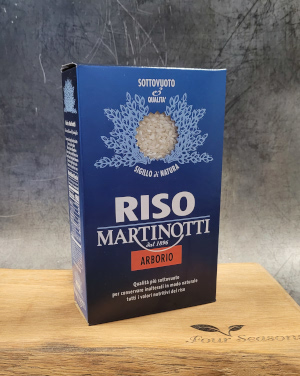 SOTTOVUOTO
&
QUALITA'
SIGILLO di NATURA
RISO
MARTINOTTI
dal 1896
ARBORIO
Qualità più sottovuoto
per conservare inalterati in modo naturale
tutti i valori nutritivi del riso
Four Seasons